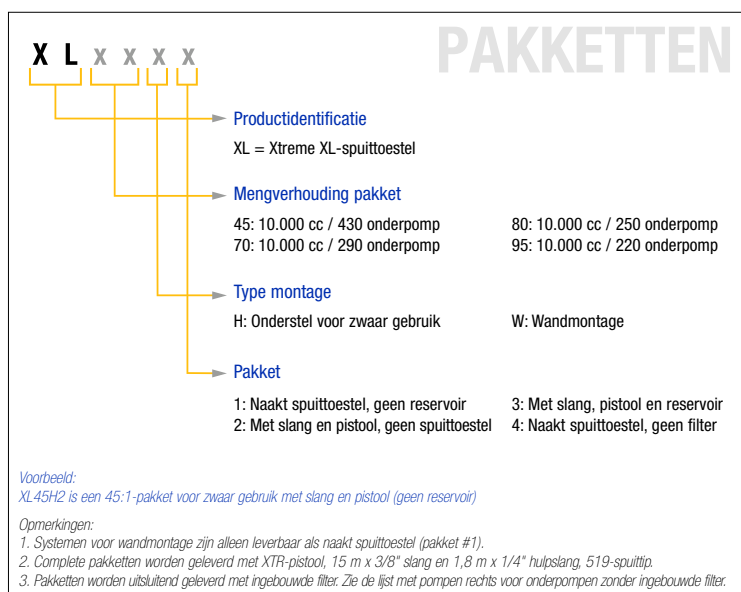 PAKKETTEN
X L x x x x
Productidentificatie
XL = Xtreme XL-spuittoestel
Mengverhouding pakket
45: 10.000 cc / 430 onderpomp 80: 10.000 cc / 250 onderpomp
70: 10.000 cc / 290 onderpomp 95: 10.000 cc / 220 onderpomp
Type montage
H: Onderstel voor zwaar gebruik W: Wandmontage
Pakket
1: Naakt spuittoestel, geen reservoir 3: Met slang, pistool en reservoir
2: Met slang en pistool, geen spuittoestel 4: Naakt spuittoestel, geen filter
Voorbeeld:
XL45H2 is een 45:1-pakket voor zwaar gebruik met slang en pistool (geen reservoir)
Opmerkingen:
1. Systemen voor wandmontage zijn alleen leverbaar als naakt spuittoestel (pakket #1).
2. Complete pakketten worden geleverd met XTR-pistool, 15 m x 3/8" slang en 1,8 m x 1/4" hulpslang, 519-spuittip.
3. Pakketten worden uitsluitend geleverd met ingebouwde filter. Zie de lijst met pompen rechts voor onderpompen zonder ingebouwde filter.